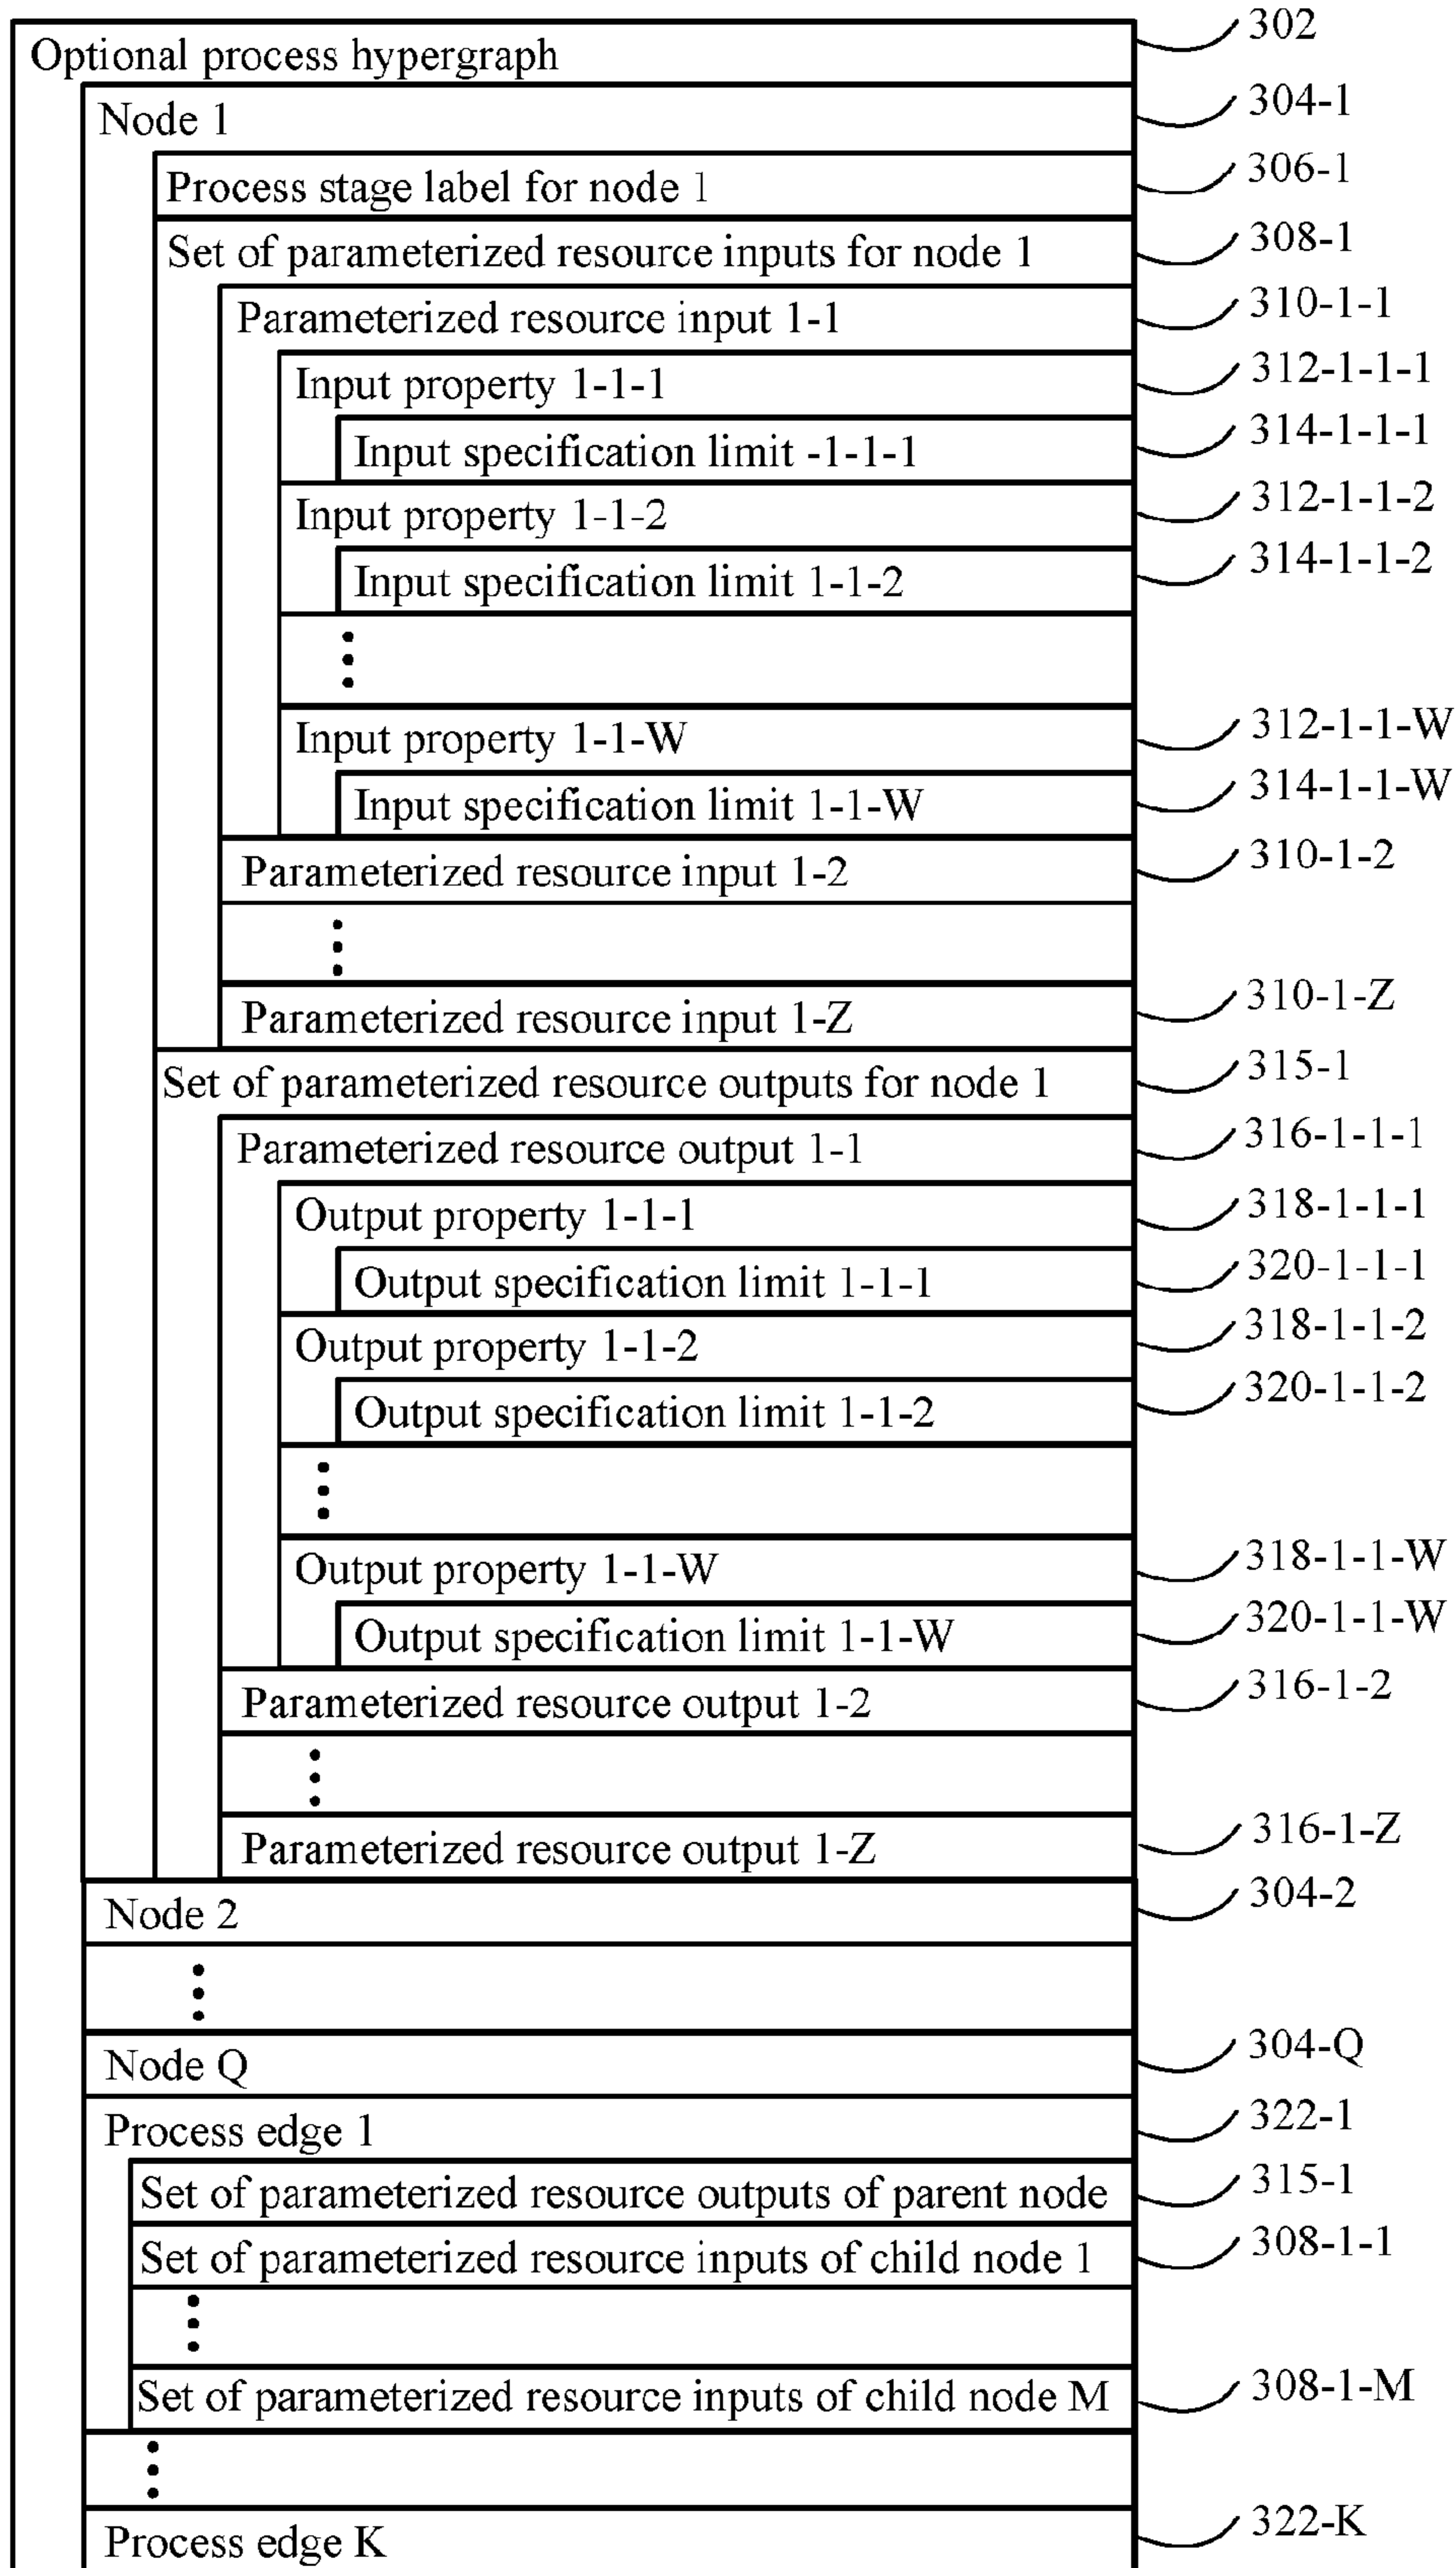 Optional process hypergraph 302
Node 1 304-1
Process stage label for node 1 306-1
Set of parameterized resource inputs for node 1 308-1
Parameterized resource input 1-1 310-1-1
Input property 1-1-1 312-1-1-1
Input specification limit -1-1-1 314-1-1-1
Input property 1-1-2 312-1-1-2
Input specification limit 1-1-2 314-1-1-2
Input property 1-1-W 312-1-1-W
Input specification limit 1-1-W 314-1-1-W
Parameterized resource input 1-2 310-1-2
Parameterized resource input 1-Z 310-1-Z
Set of parameterized resource outputs for node 1 315-1
Parameterized resource output 1-1 316-1-1-1
Output property 1-1-1 318-1-1-1
Output specification limit 1-1-1 320-1-1-1
Output property 1-1-2 318-1-1-2
Output specification limit 1-1-2 320-1-1-2
Output property 1-1-W 318-1-1-W
Output specification limit 1-1-W 320-1-1-W
Parameterized resource output 1-2 316-1-2
Parameterized resource output 1-Z 316-1-Z
Node 2 304-2
Node Q 304-Q
Process edge 1 322-1
Set of parameterized resource outputs of parent node 315-1
Set of parameterized resource inputs of child node 1 308-1-1
Set of parameterized resource inputs of child node M 308-1-M
Process edge K 322-K